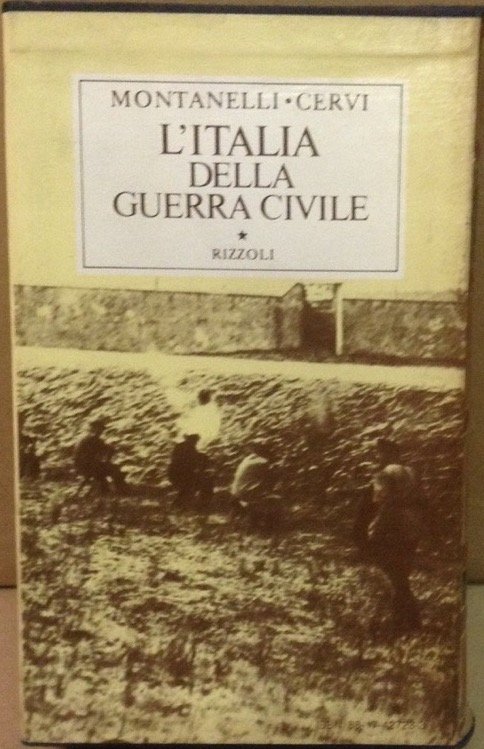 MONTANELLI • CERVI
L'ITALIA
DELLA
GUERRA CIVILE
★
RIZZOLI